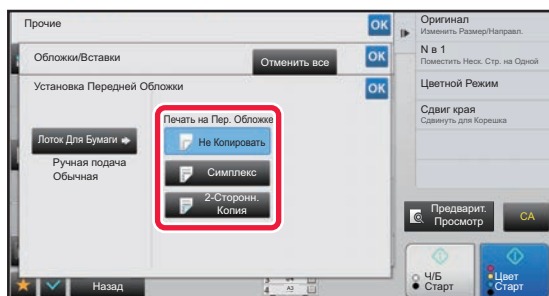 Прочие
OK
Обложки/Вставки
Отменить все
OK
Установка Передней Обложки
OK
Печать на Пер. Обложке
Лоток Для Бумаги
Ручная подача
Обычная
Не Копировать
Симплекс
2-Сторонн.
Копия
Назад
4 A3
Оригинал
Изменить Размер/Направл.
N в 1
Поместить Неск. Стр. на Одной
Цветной Режим
Сдвиг края
Сдвинуть для Корешка
Предварит.
Просмотр
CA
Ч/Б
Старт
Цвет
Старт